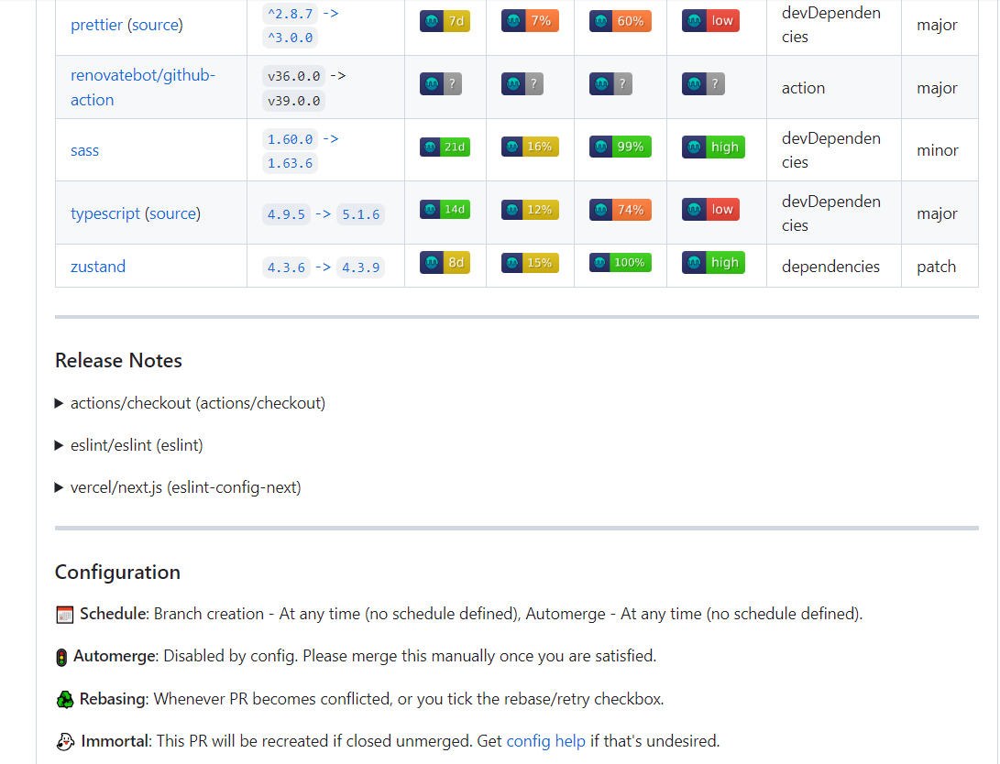 prettier (source)
^2.8.7 ->
^3.0.0
7d
7%
60%
low
devDependen
cies
major
renovatebot/github-
action
v36.0.0 ->
v39.0.0
?
?
?
?
action
major
sass
1.60.0 ->
1.63.6
21d
16%
99%
high
devDependen
cies
minor
typescript (source)
4.9.5 -> 5.1.6
14d
12%
74%
low
devDependen
cies
major
zustand
4.3.6 -> 4.3.9
8d
15%
100%
high
dependencies
patch
Release Notes
actions/checkout (actions/checkout)
eslint/eslint (eslint)
vercel/next.js (eslint-config-next)
Configuration
Schedule: Branch creation - At any time (no schedule defined), Automerge - At any time (no schedule defined).
Automerge: Disabled by config. Please merge this manually once you are satisfied.
Rebasing: Whenever PR becomes conflicted, or you tick the rebase/retry checkbox.
Immortal: This PR will be recreated if closed unmerged. Get config help if that's undesired.